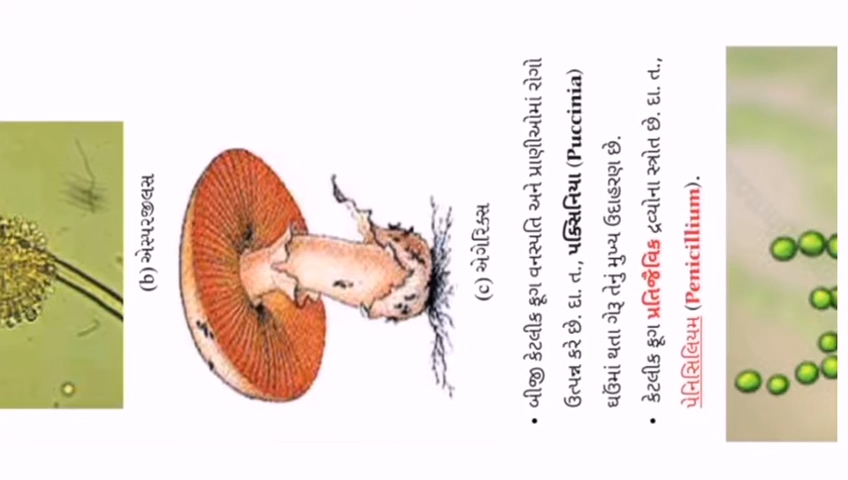 (b) એસ્પરજીલસ
(c) એગેરિક્સ
• બીજી કેટલીક ફૂગ વનસ્પતિ અને પ્રાણીઓમાં રોગો
ઉત્પન્ન કરે છે. દા. ત., પક્સિનિયા (Puccinia)
ઘઉંમાં થતા ગેરૂ તેનું મુખ્ય ઉદાહરણ છે.
• કેટલીક ફૂગ પ્રતિજૈવિક દ્રવ્યોના સ્ત્રોત છે. દા. ત.,
પેનિસિલિયમ (Penicillium).